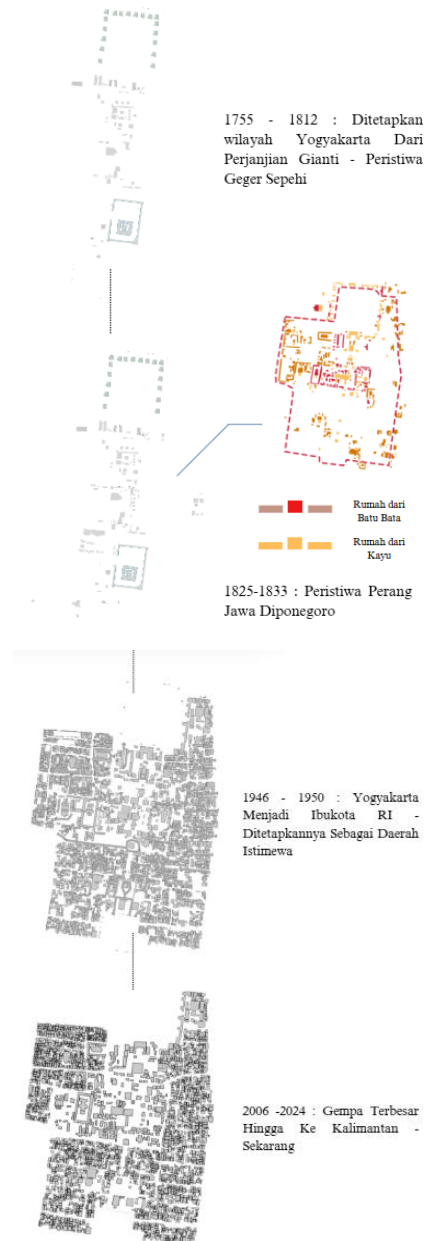 1755 - 1812 : Ditetapkan
wilayah Yogyakarta Dari
Perjanjian Gianti - Peristiwa
Geger Sepehi
Rumah dari
Batu Bata
Rumah dari
Kayu
1825-1833 : Peristiwa Perang
Jawa Diponegoro
1946 - 1950 : Yogyakarta
Menjadi Ibukota RI -
Ditetapkannya Sebagai Daerah
Istimewa
2006 -2024 : Gempa Terbesar
Hingga Ke Kalimantan -
Sekarang